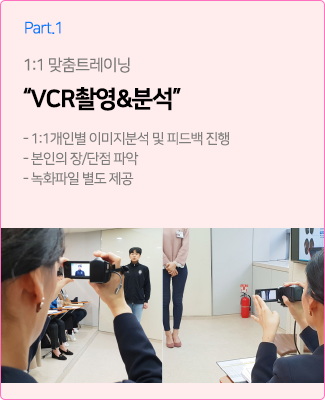 Part.1
1:1 맞춤트레이닝
“VCR촬영&분석”
- 1:1개인별 이미지분석 및 피드백 진행
- 본인의 장/단점 파악
- 녹화파일 별도 제공